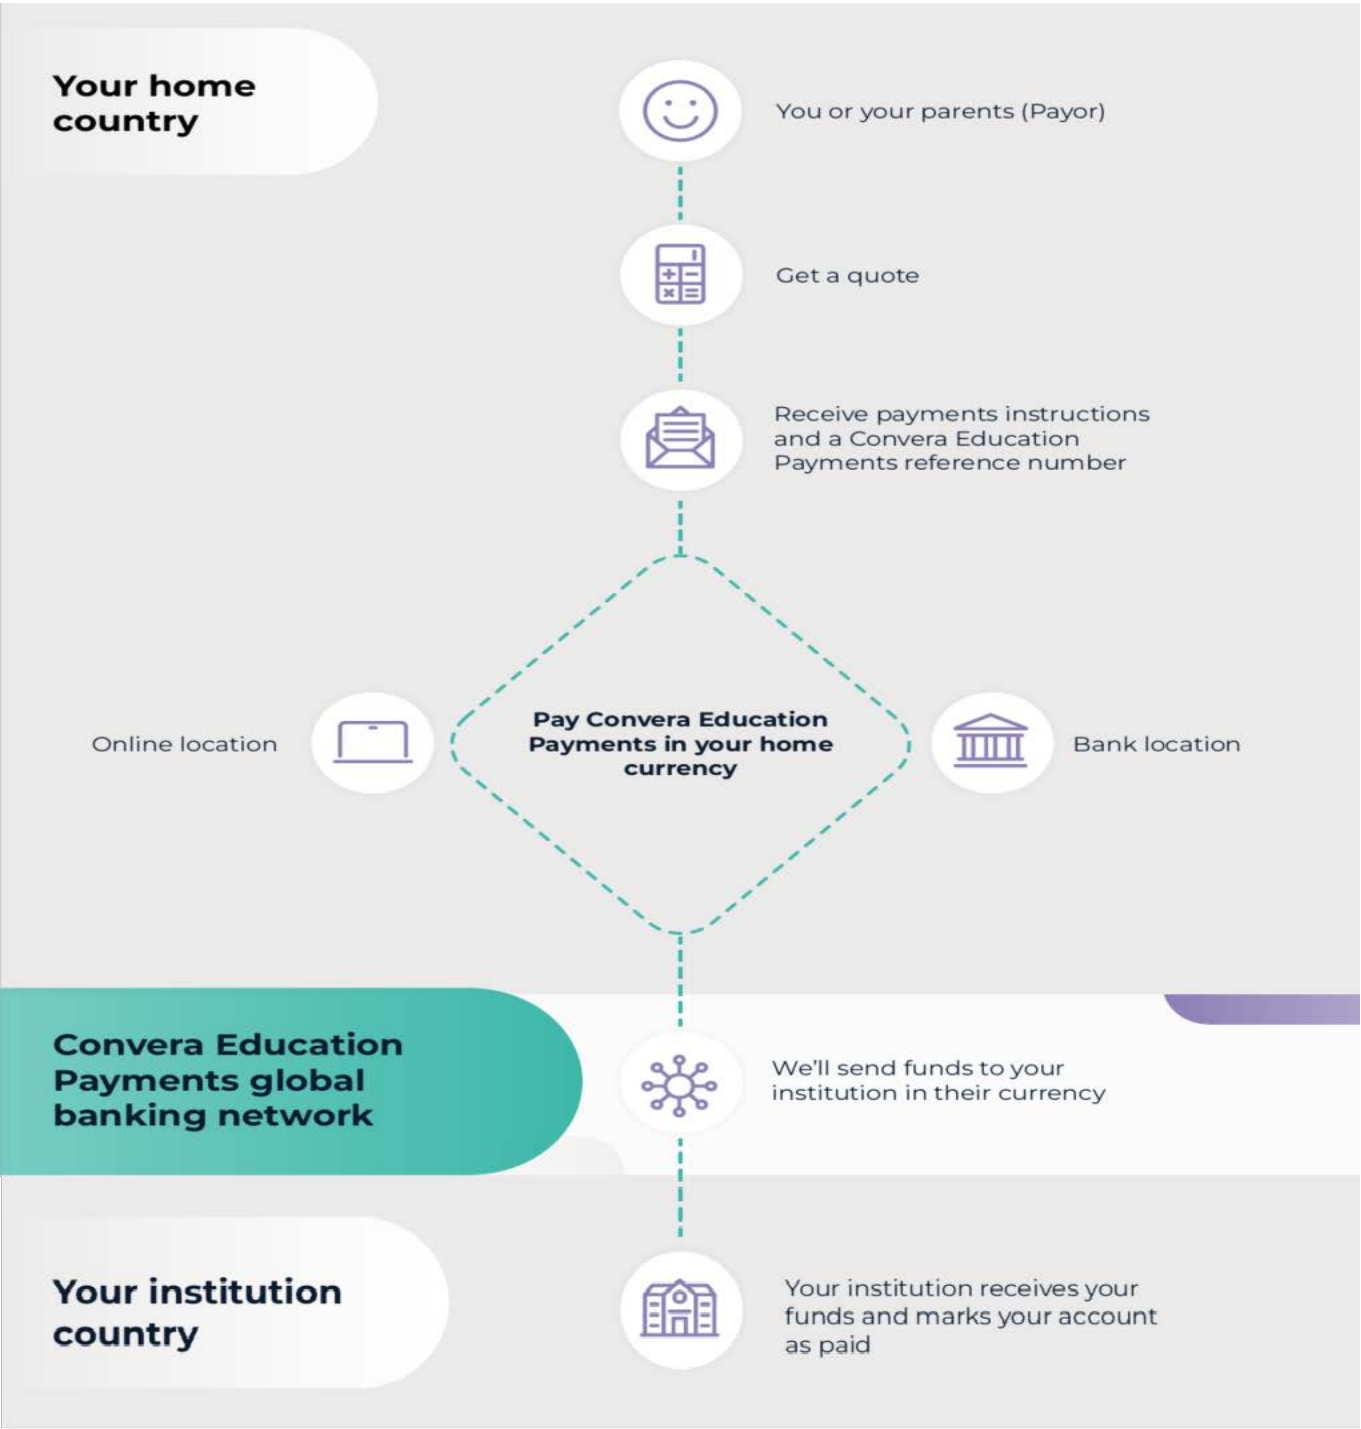 Your home
country
You or your parents (Payor)
Get a quote
Receive payments instructions
and a Convera Education
Payments reference number
Online location
Pay Convera Education
Payments in your home
currency
Bank location
Convera Education
Payments global
banking network
We'll send funds to your
institution in their currency
Your institution
country
Your institution receives your
funds and marks your account
as paid